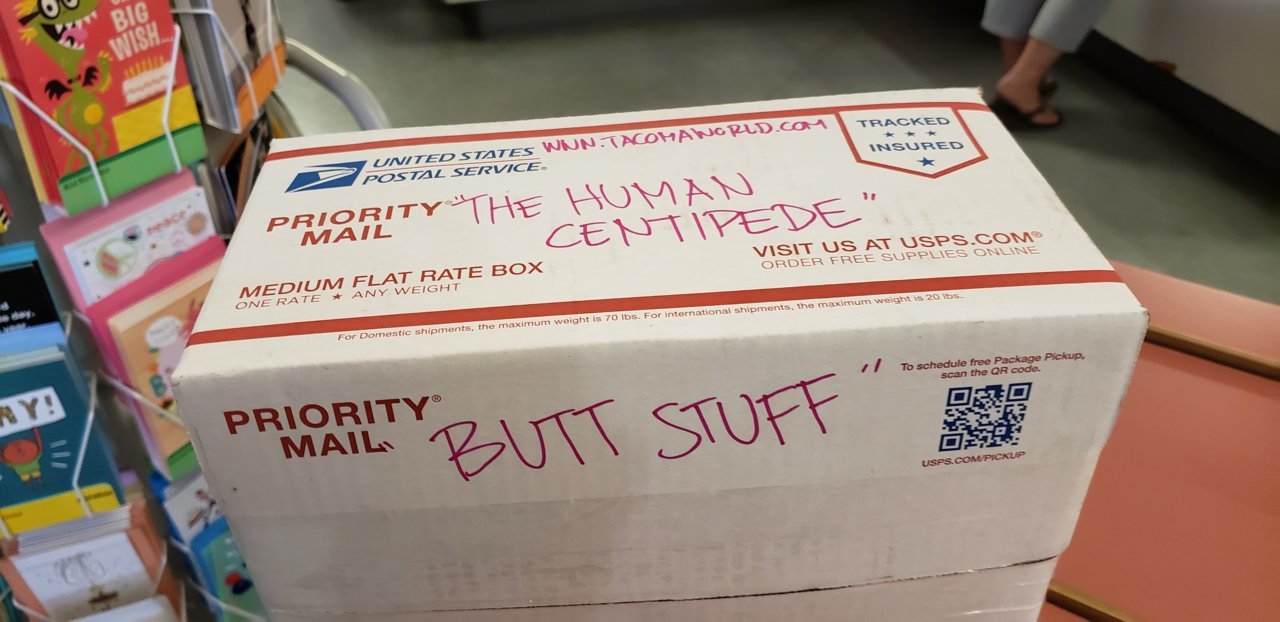 BIG
WISH...
peace
NY!
UNITED STATES
POSTAL SERVICE®
WWW.TACOMAWORLD.COM
TRACKED
INSURED
PRIORITY®
MAIL
"THE HUMAN
CENTIPEDE"
VISIT US AT USPS.COM®
ORDER FREE SUPPLIES ONLINE
MEDIUM FLAT RATE BOX
ONE RATE ★ ANY WEIGHT
For Domestic shipments, the maximum weight is 70 lbs. For international shipments, the maximum weight is 20 lbs.
PRIORITY®
MAIL
"BUTT STUFF"
To schedule free Package Pickup,
scan the QR code.
USPS.COM/PICKUP